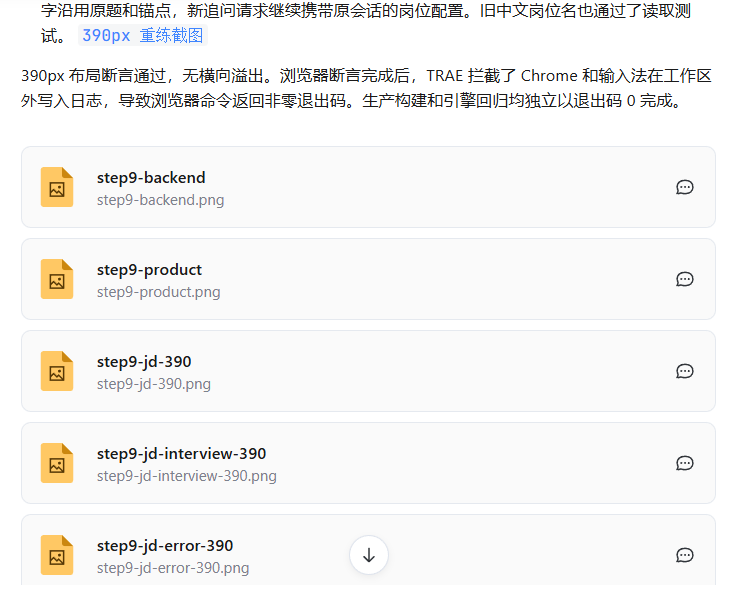 字沿用原题和锚点，新追问请求继续携带原会话的岗位配置。旧中文岗位名也通过了读取测
试。 390px 重练截图
390px 布局断言通过，无横向溢出。浏览器断言完成后，TRAE 拦截了 Chrome 和输入法在工作区
外写入日志，导致浏览器命令返回非零退出码。生产构建和引擎回归均独立以退出码 0 完成。
step9-backend
step9-backend.png
step9-product
step9-product.png
step9-jd-390
step9-jd-390.png
step9-jd-interview-390
step9-jd-interview-390.png
step9-jd-error-390
step9-jd-error-390.png